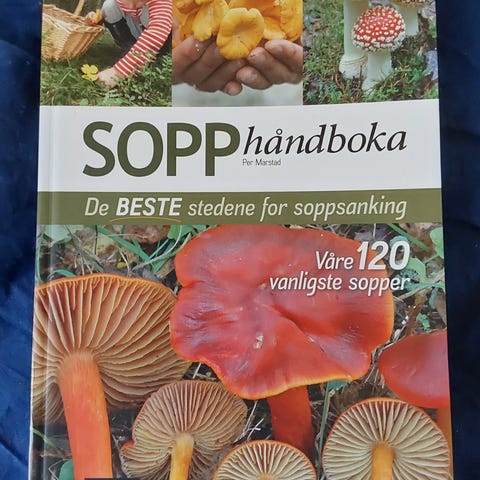 SOPPhåndboka
Per Marstad
De BESTE stedene for soppsanking
Våre 120
vanligste sopper